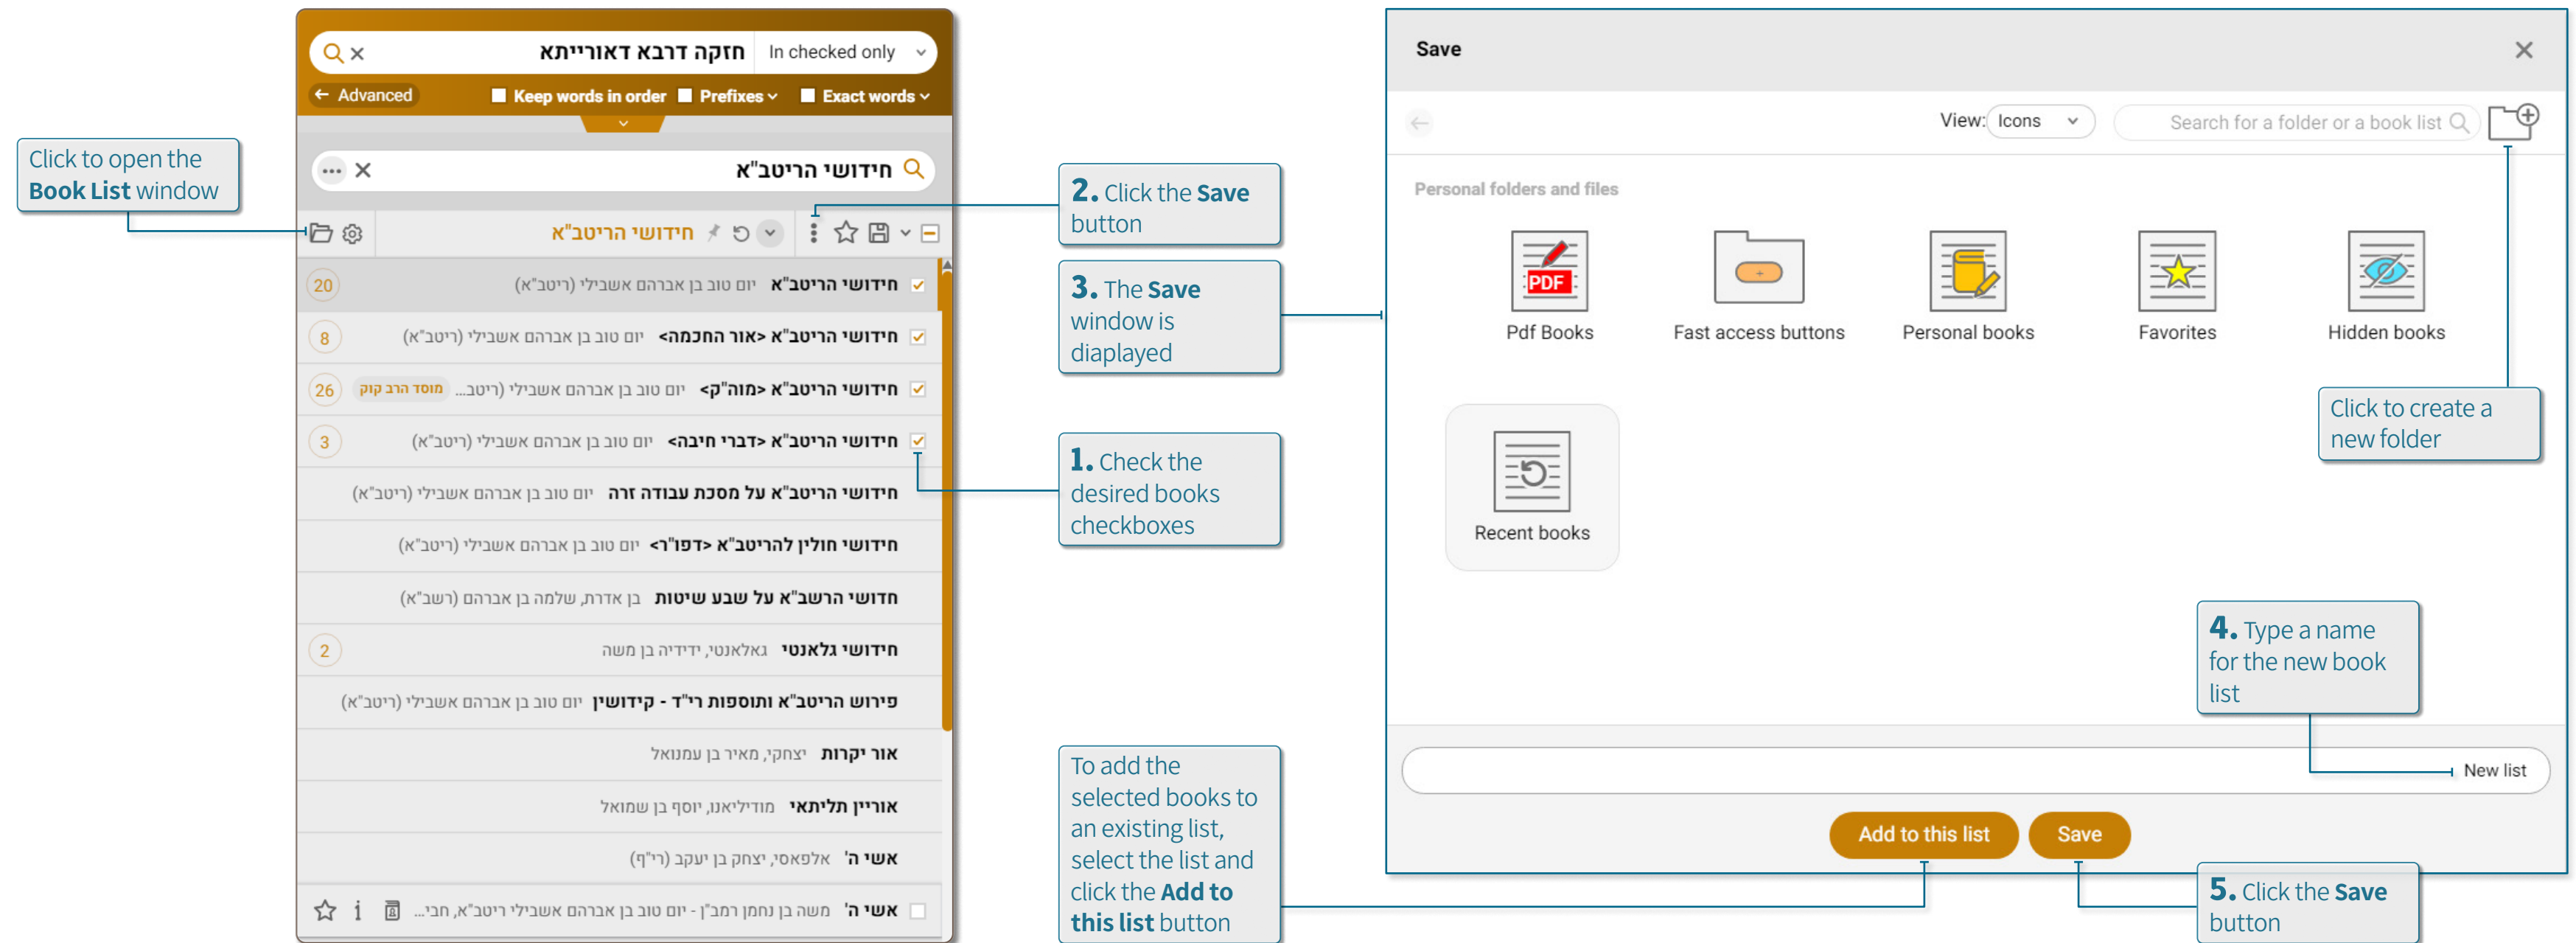 Click to open the
Book List window
חזקה דרבא דאורייתא
In checked only
Advanced
Keep words in order
Prefixes
Exact words
חידושי הריטב"א
חידושי הריטב"א
חידושי הריטב"א יום טוב בן אברהם אשבילי (ריטב"א) 20
חידושי הריטב"א <אור החכמה> יום טוב בן אברהם אשבילי (ריטב"א) 8
חידושי הריטב"א <מוה"ק> יום טוב בן אברהם אשבילי (ריטב... מוסד הרב קוק 26
חידושי הריטב"א <דברי חיבה> יום טוב בן אברהם אשבילי (ריטב"א) 3
חידושי הריטב"א על מסכת עבודה זרה יום טוב בן אברהם אשבילי (ריטב"א)
חידושי חולין להריטב"א <דפו"ר> יום טוב בן אברהם אשבילי (ריטב"א)
חדושי הרשב"א על שבע שיטות בן אדרת, שלמה בן אברהם (רשב"א)
חידושי גלאנטי גאלאנטי, ידידיה בן משה 2
פירוש הריטב"א ותוספות רי"ד - קידושין יום טוב בן אברהם אשבילי (ריטב"א)
אור יקרות יצחקי, מאיר בן עמנואל
אוריין תליתאי מודיליאנו, יוסף בן שמואל
אשי ה' אלפאסי, יצחק בן יעקב (רי"ף)
אשי ה' משה בן נחמן רמב"ן - יום טוב בן אברהם אשבילי ריטב"א, חבי...
2. Click the Save
button
3. The Save
window is
diaplayed
1. Check the
desired books
checkboxes
To add the
selected books to
an existing list,
select the list and
click the Add to
this list button
Save
View: Icons
Search for a folder or a book list
Personal folders and files
PDF
Pdf Books
Fast access buttons
Personal books
Favorites
Hidden books
Recent books
Click to create a
new folder
4. Type a name
for the new book
list
New list
Add to this list
Save
5. Click the Save
button